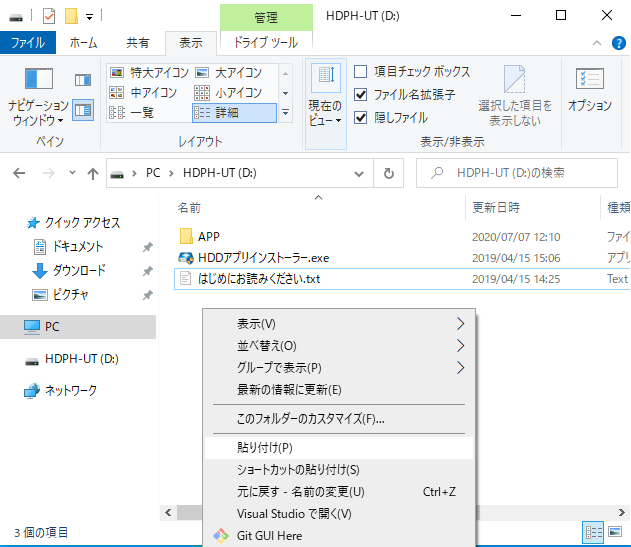 管理
HDPH-UT (D:)
ファイル
ホーム
共有
表示
ドライブ ツール
ナビゲーション
ウィンドウ
特大アイコン
大アイコン
中アイコン
小アイコン
一覧
詳細
現在の
ビュー
項目チェック ボックス
ファイル名拡張子
隠しファイル
選択した項目を
表示しない
オプション
ペイン
レイアウト
表示/非表示
PC
HDPH-UT (D:)
HDPH-UT (D:)の検索
名前
更新日時
種類
クイック アクセス
ドキュメント
ダウンロード
ピクチャ
PC
HDPH-UT (D:)
ネットワーク
APP
2020/07/07 12:10
ファイ
HDDアプリインストーラー.exe
2019/04/15 15:06
アプリ
はじめにお読みください.txt
2019/04/15 14:25
Text
表示(V)
並べ替え(O)
グループで表示(P)
最新の情報に更新(E)
このフォルダーのカスタマイズ(F)...
貼り付け(P)
ショートカットの貼り付け(S)
元に戻す - 名前の変更(U) Ctrl+Z
Visual Studio で開く(V)
Git GUI Here
3 個の項目